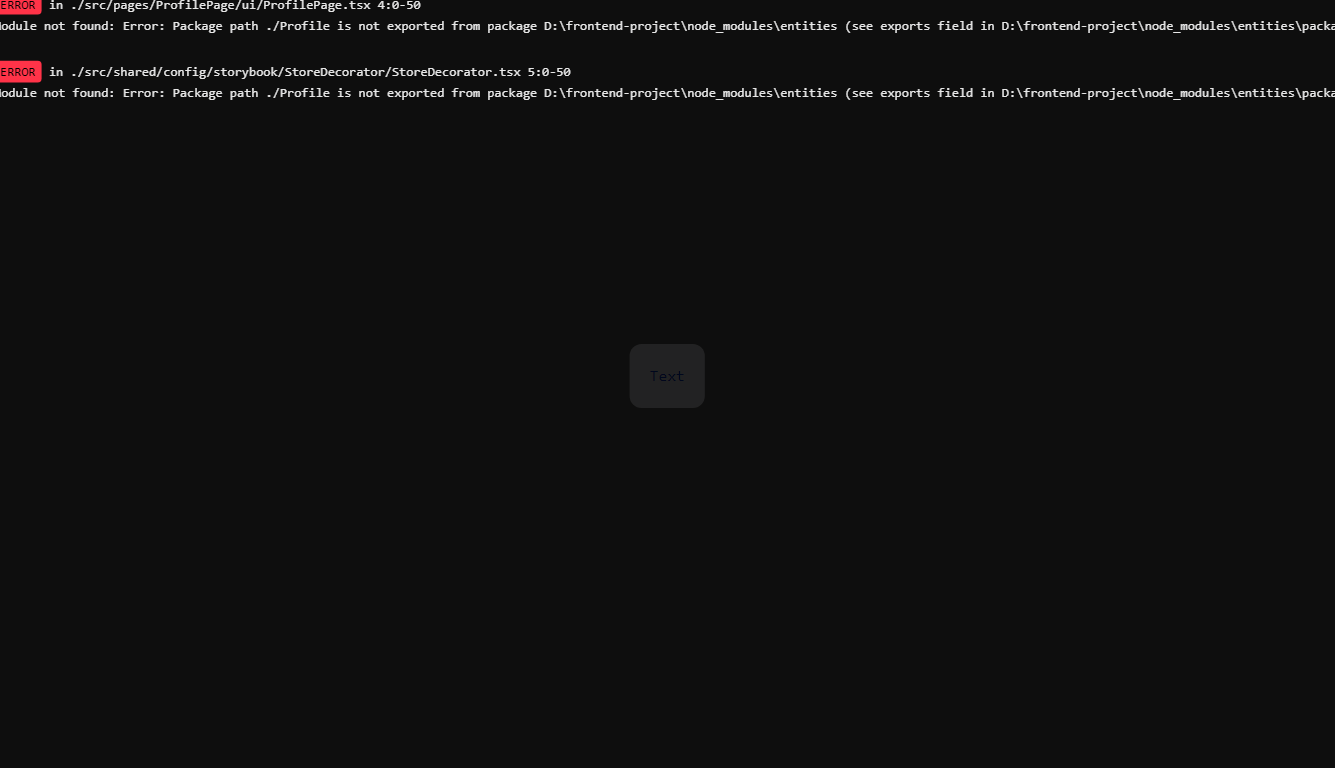 ERROR in ./src/pages/ProfilePage/ui/ProfilePage.tsx 4:0-50
odule not found: Error: Package path ./Profile is not exported from package D:\frontend-project\node_modules\entities (see exports field in D:\frontend-project\node_modules\entities\packa
ERROR in ./src/shared/config/storybook/StoreDecorator/StoreDecorator.tsx 5:0-50
odule not found: Error: Package path ./Profile is not exported from package D:\frontend-project\node_modules\entities (see exports field in D:\frontend-project\node_modules\entities\packa
Text